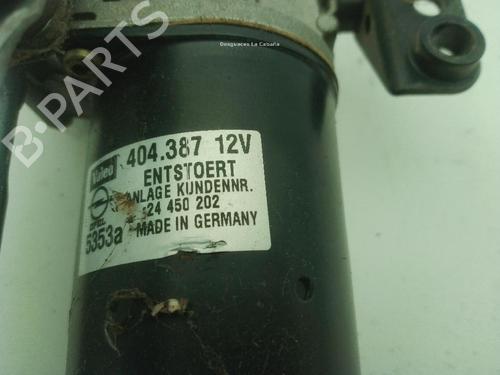 Desguaces La Cabaña
B-PARTS
Valeo 404.387 12V
ENTSTOERT
ANLAGE KUNDENNR.
24 450 202
OPEL
5353a MADE IN GERMANY